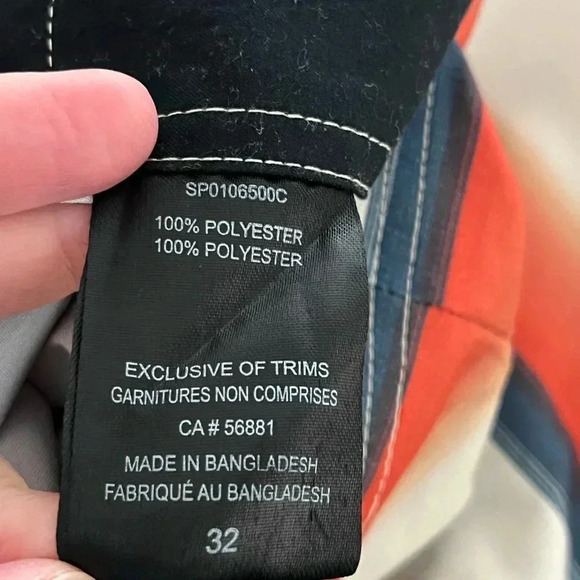 SP0106500C
100% POLYESTER
100% POLYESTER
EXCLUSIVE OF TRIMS
GARNITURES NON COMPRISES
CA # 56881
MADE IN BANGLADESH
FABRIQUÉ AU BANGLADESH
32